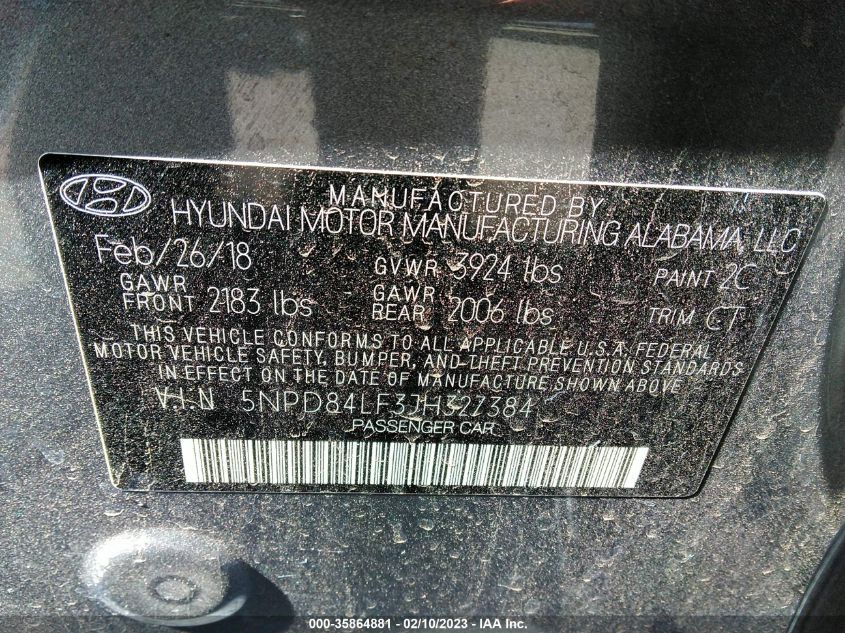 MANUFACTURED BY
HYUNDAI MOTOR MANUFACTURING ALABAMA, LLC
Feb/26/18 GVWR 3924 lbs PAINT 2C
GAWR FRONT 2183 lbs GAWR REAR 2006 lbs TRIM CT
THIS VEHICLE CONFORMS TO ALL APPLICABLE U.S.A. FEDERAL
MOTOR VEHICLE SAFETY, BUMPER, AND THEFT PREVENTION STANDARDS
IN EFFECT ON THE DATE OF MANUFACTURE SHOWN ABOVE
V.I.N 5NPD84LF3JH327384
PASSENGER CAR
000-35864881 - 02/10/2023 - IAA Inc.